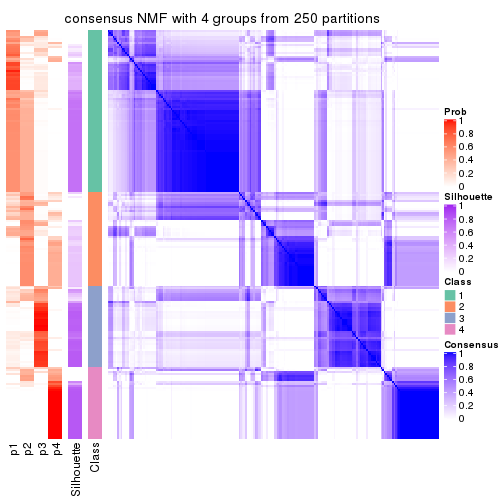 consensus NMF with 4 groups from 250 partitions
Prob
1
0.8
0.6
0.4
0.2
0
Silhouette
1
0.8
0.6
0.4
0.2
0
Class
1
2
3
4
Consensus
1
0.8
0.6
0.4
0.2
0
p1
p2
p3
p4
Silhouette
Class